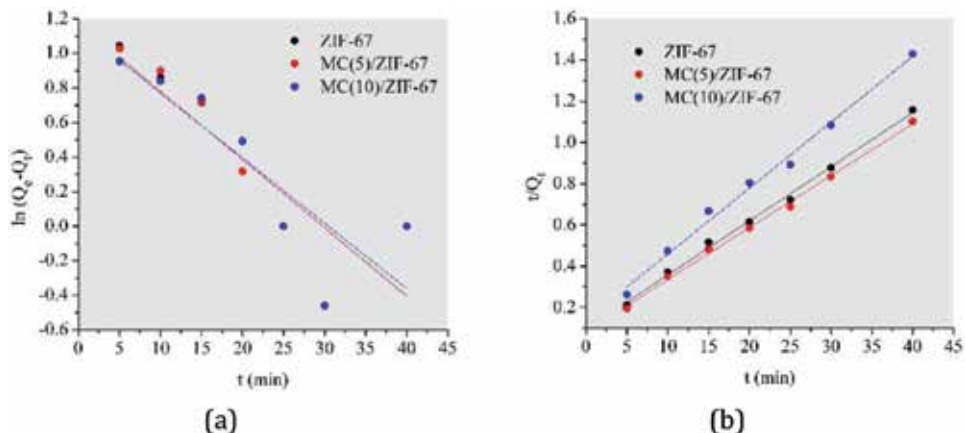 1.2
1.0
0.8
0.6
0.4
0.2
0.0
-0.2
-0.4
-0.6
ln (Qe-Qt)
ZIF-67
MC(5)/ZIF-67
MC(10)/ZIF-67
0 5 10 15 20 25 30 35 40 45
t (min)
(a)
1.6
1.4
1.2
1.0
0.8
0.6
0.4
0.2
t/Qt
ZIF-67
MC(5)/ZIF-67
MC(10)/ZIF-67
0 5 10 15 20 25 30 35 40 45
t (min)
(b)